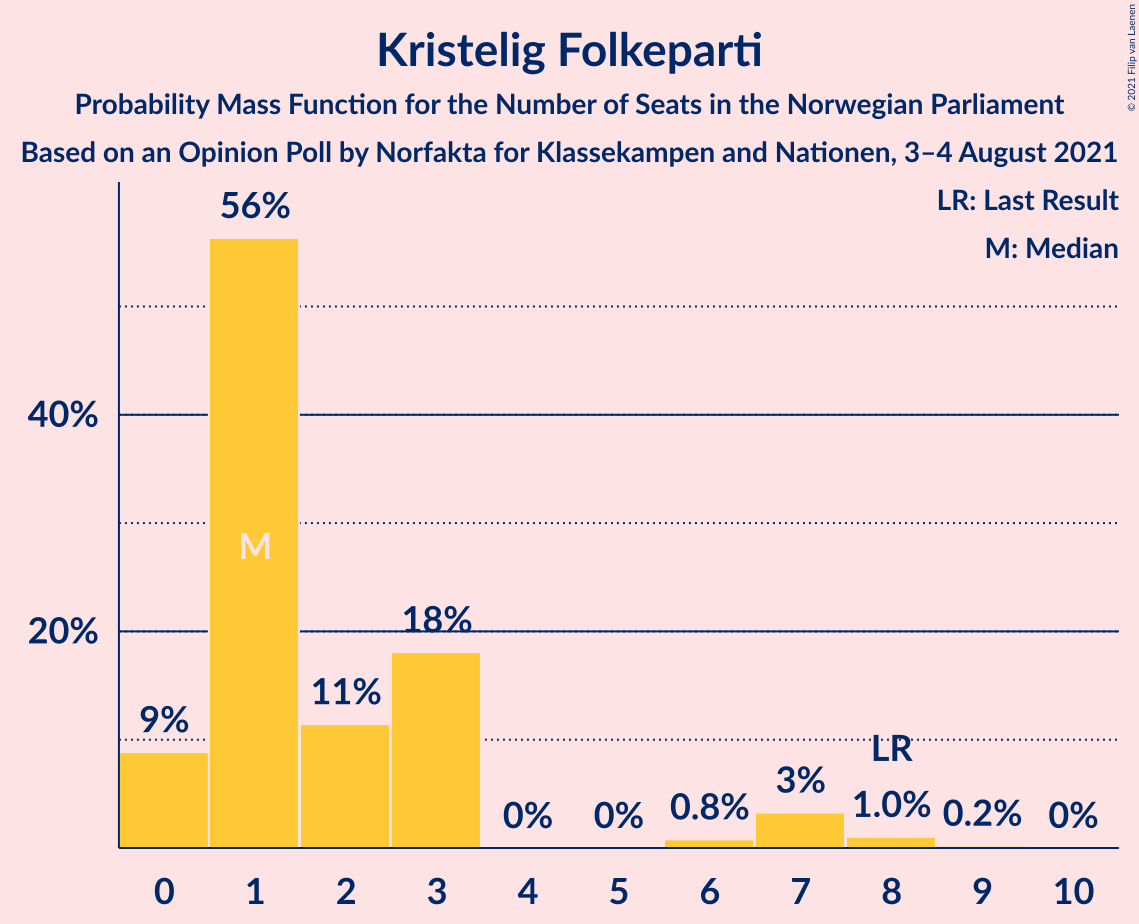 Kristelig Folkeparti
Probability Mass Function for the Number of Seats in the Norwegian Parliament
Based on an Opinion Poll by Norfakta for Klassekampen and Nationen, 3–4 August 2021
© 2021 Filip van Laenen
LR: Last Result
M: Median
56%
40%
M
20%
18%
11%
9%
LR
3%
0% 0% 0.8% 1.0% 0.2% 0%
0 1 2 3 4 5 6 7 8 9 10